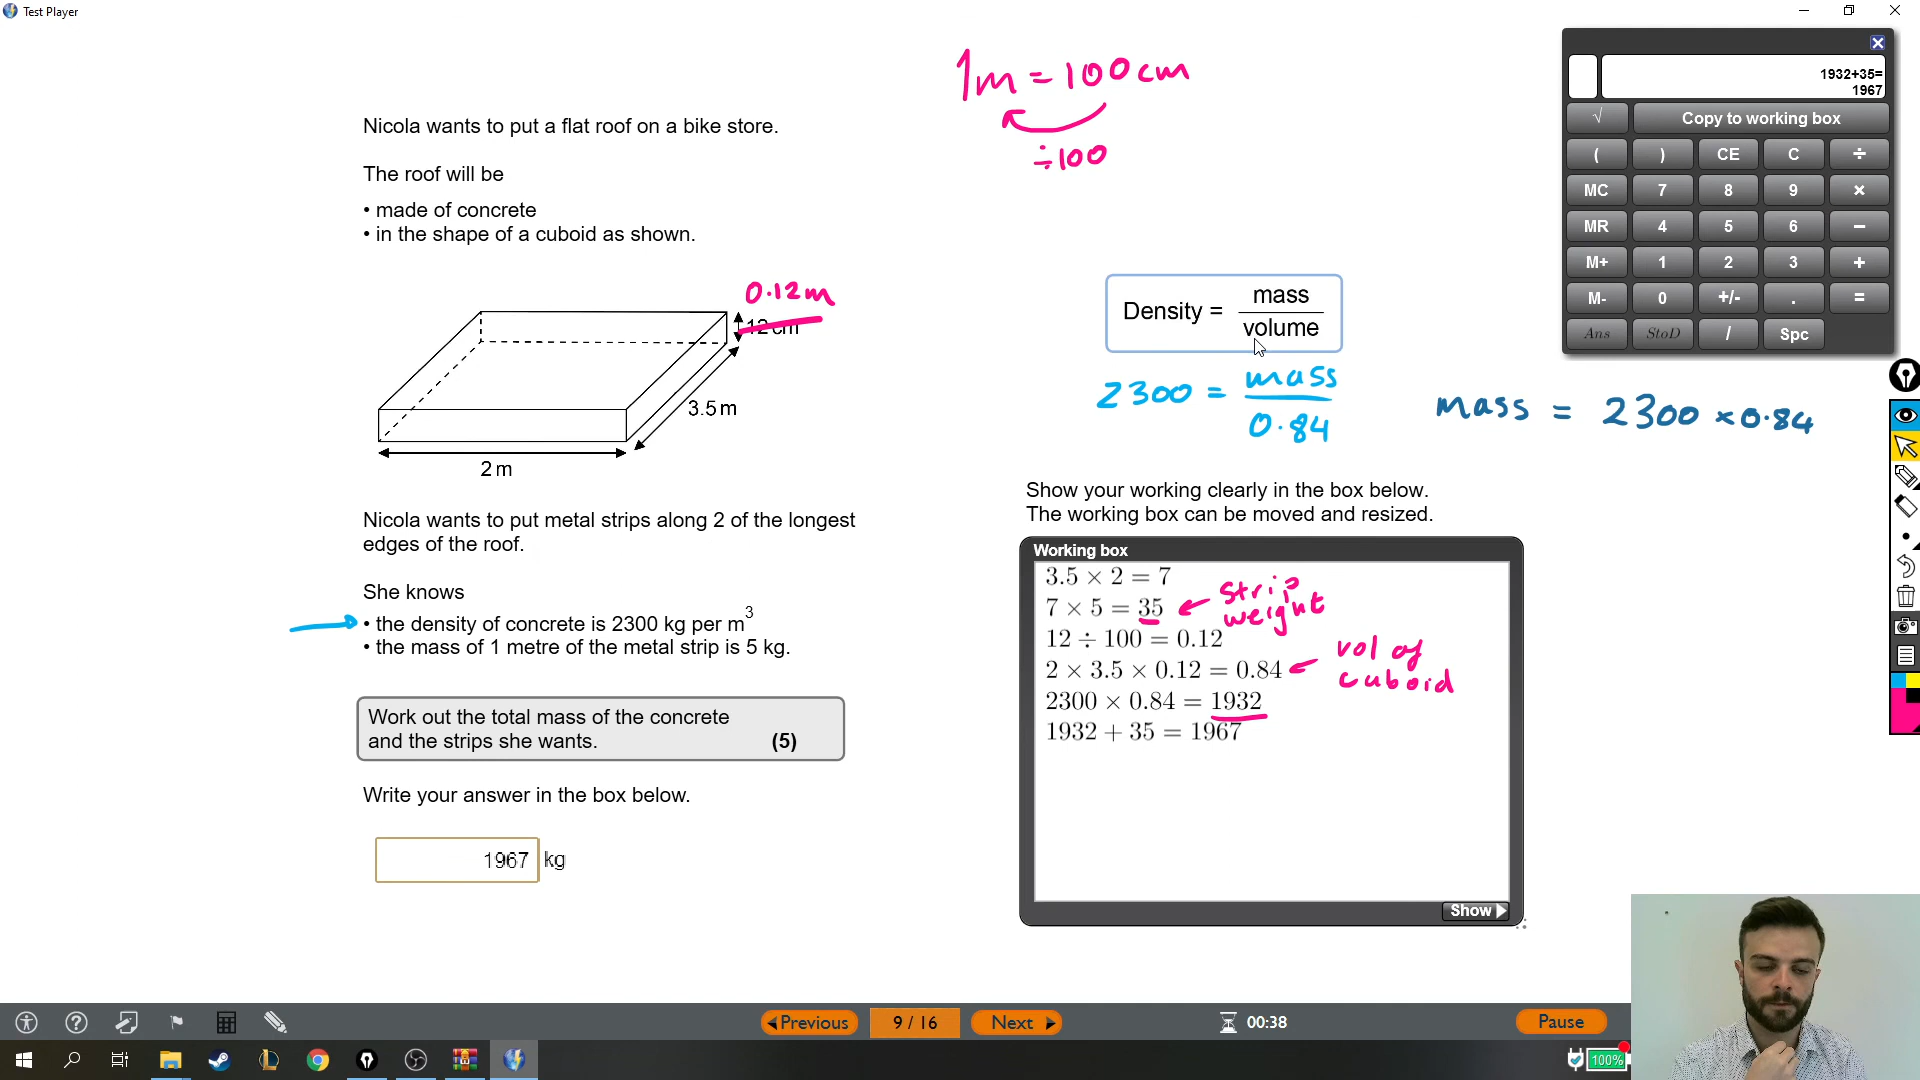 Test Player
1m = 100cm
÷100
1932+35=
1967
√
Copy to working box
( ) CE C ÷
MC 7 8 9 ×
MR 4 5 6 −
M+ 1 2 3 +
M- 0 +/- . =
Ans StoD / Spc
Nicola wants to put a flat roof on a bike store.
The roof will be
• made of concrete
• in the shape of a cuboid as shown.
0.12m
12 cm
3.5 m
2 m
Nicola wants to put metal strips along 2 of the longest
edges of the roof.
She knows
• the density of concrete is 2300 kg per m³
• the mass of 1 metre of the metal strip is 5 kg.
Work out the total mass of the concrete
and the strips she wants. (5)
Write your answer in the box below.
1967 kg
Density = mass
volume
2300 = mass
0.84
mass = 2300 × 0.84
Show your working clearly in the box below.
The working box can be moved and resized.
Working box
3.5 × 2 = 7
7 × 5 = 35
strip
weight
12 ÷ 100 = 0.12
2 × 3.5 × 0.12 = 0.84
vol of
cuboid
2300 × 0.84 = 1932
1932 + 35 = 1967
Show
Previous
9 / 16
Next
00:38
Pause
100%